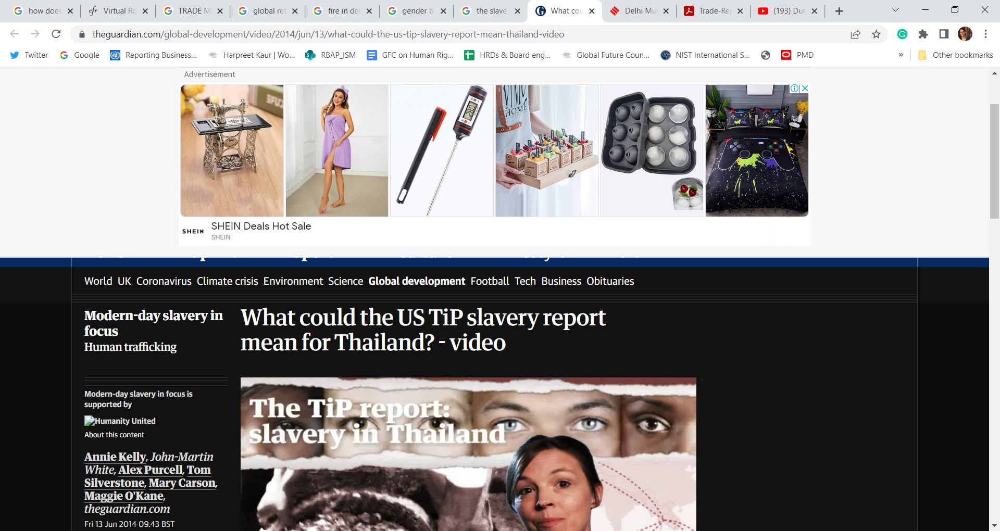 how does
Virtual Ro
TRADE M
global ret
fire in del
gender b
the slave
What cou
Delhi Mu
Trade-Re
(193) Due
theguardian.com/global-development/video/2014/jun/13/what-could-the-us-tip-slavery-report-mean-thailand-video
Twitter
Google
Reporting Business...
Harpreet Kaur | Wo...
RBAP_ISM
GFC on Human Rig...
HRDs & Board eng...
Global Future Coun...
NIST International S...
PMD
»
Other bookmarks
Advertisement
HOME
SHEIN
SHEIN Deals Hot Sale
SHEIN
World UK Coronavirus Climate crisis Environment Science Global development Football Tech Business Obituaries
Modern-day slavery in
focus
Human trafficking
What could the US TiP slavery report
mean for Thailand? - video
Modern-day slavery in focus is
supported by
Humanity United
About this content
Annie Kelly, John-Martin
White, Alex Purcell, Tom
Silverstone, Mary Carson,
Maggie O'Kane,
theguardian.com
Fri 13 Jun 2014 09.43 BST
The TiP report:
slavery in Thailand